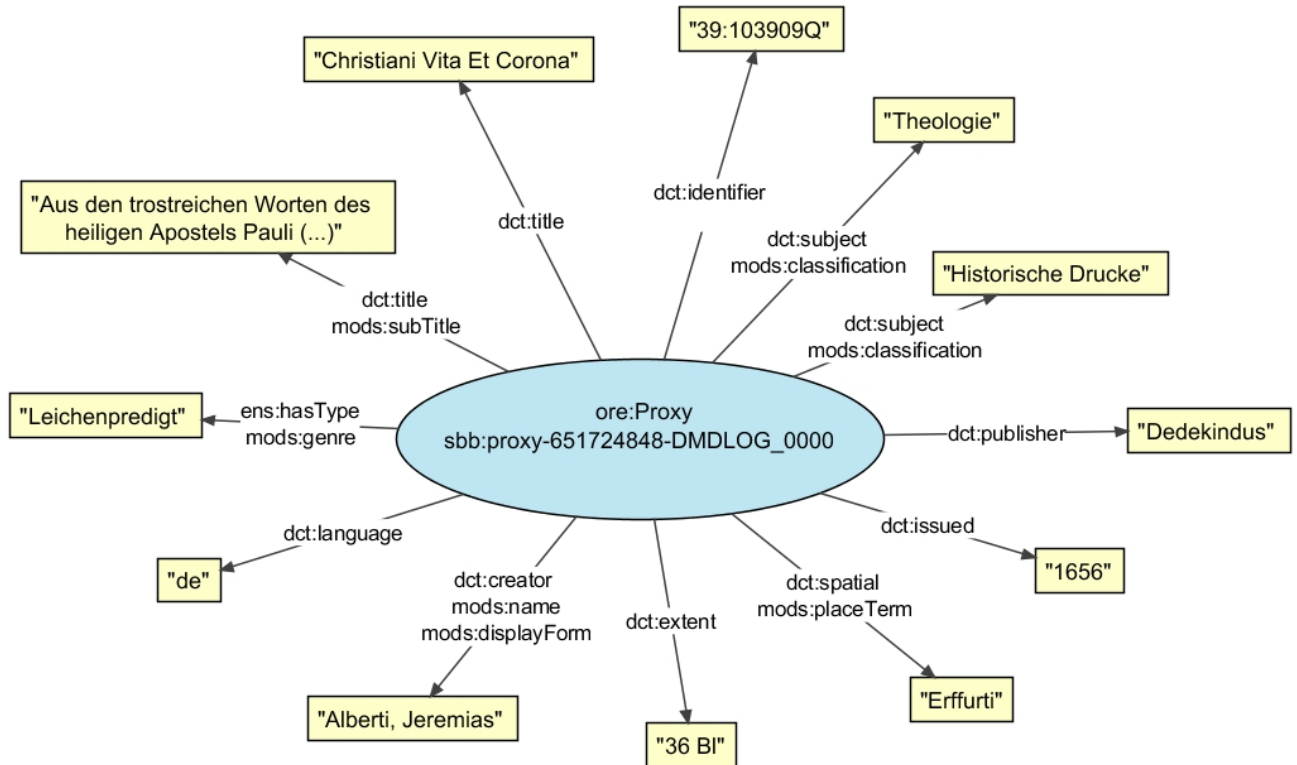 "39:103909Q"
"Christiani Vita Et Corona"
"Theologie"
dct:identifier
"Aus den trostreichen Worten des
heiligen Apostels Pauli (...)"
dct:title
dct:subject
mods:classification
"Historische Drucke"
dct:title
mods:subTitle
dct:subject
mods:classification
"Leichenpredigt"
ens:hasType
mods:genre
ore:Proxy
sbb:proxy-651724848-DMDLOG_0000
dct:publisher
"Dedekindus"
dct:language
dct:issued
"de"
"1656"
dct:creator
mods:name
mods:displayForm
dct:extent
dct:spatial
mods:placeTerm
"Alberti, Jeremias"
"36 Bl"
"Erffurti"